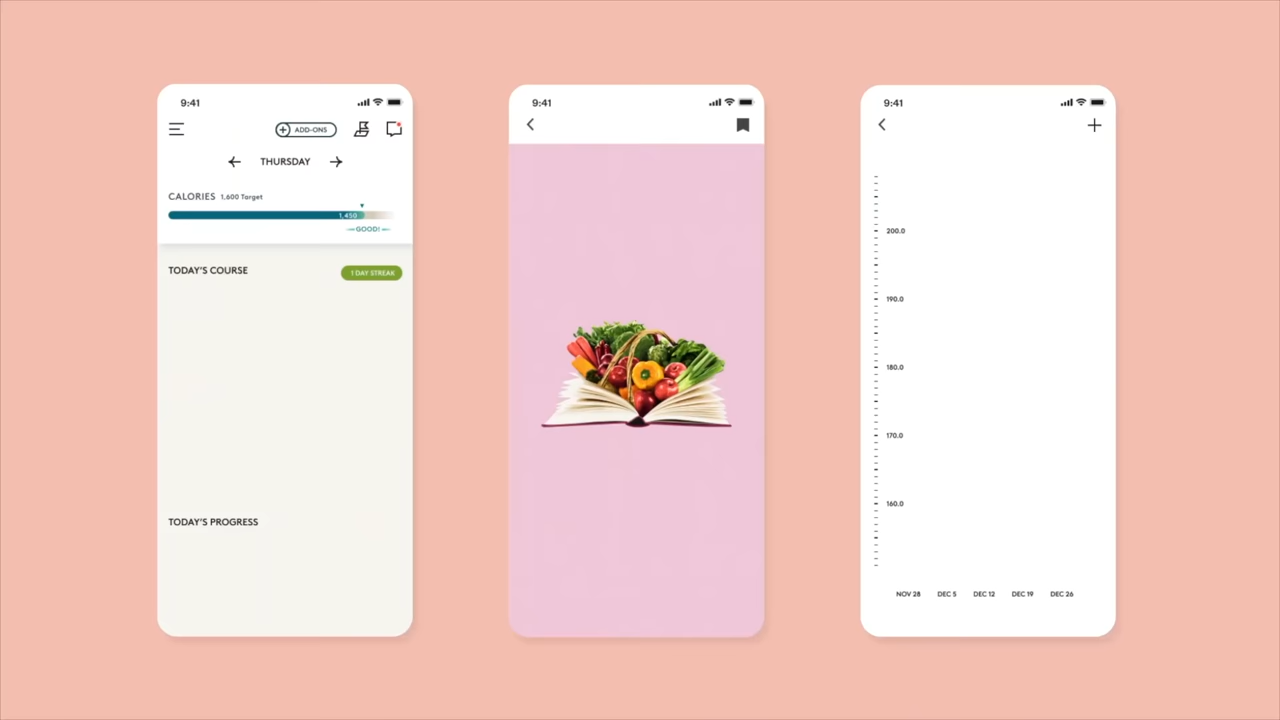 9:41
ADD-ONS
THURSDAY
CALORIES 1,600 Target
1,450
GOOD!
TODAY'S COURSE
1 DAY STREAK
TODAY'S PROGRESS
9:41
9:41
200.0
190.0
180.0
170.0
160.0
NOV 28 DEC 5 DEC 12 DEC 19 DEC 26